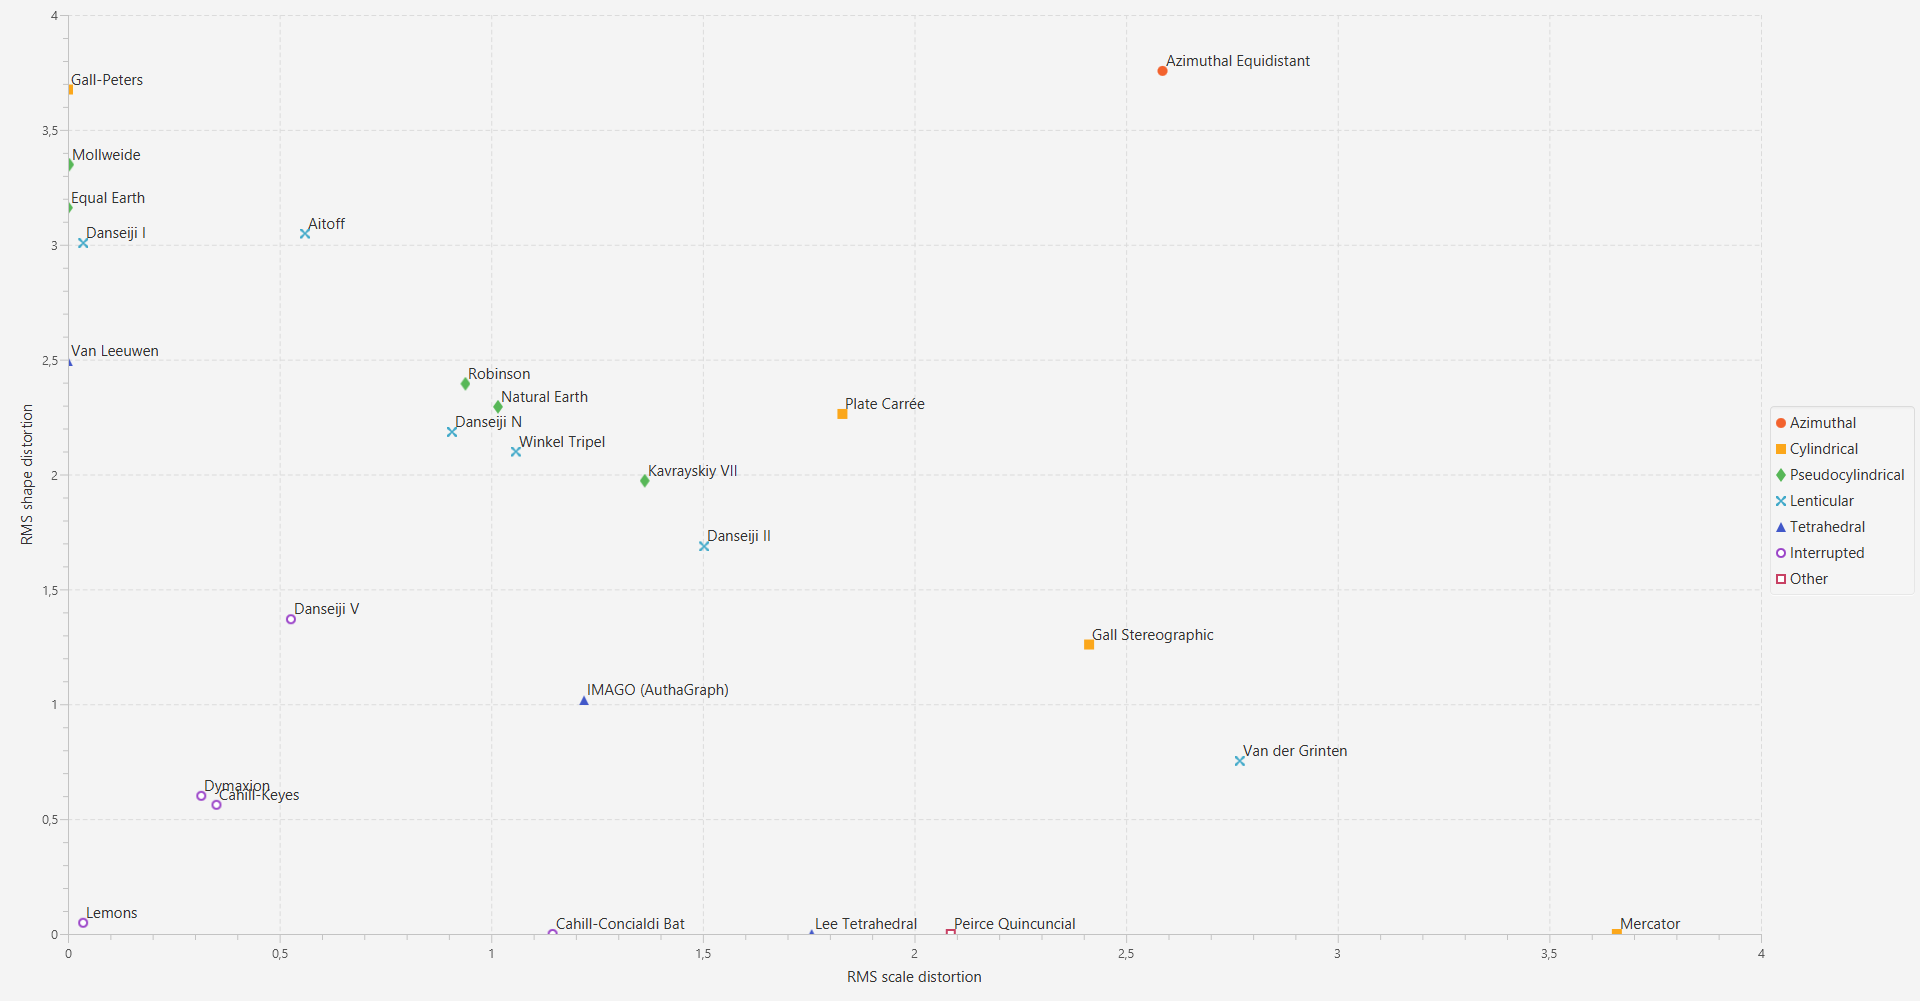 4
Azimuthal Equidistant
Gall-Peters
3,5
Mollweide
Equal Earth
Aitoff
Danseiji I
3
Van Leeuwen
2,5
Robinson
Natural Earth
Plate Carrée
Danseiji N
Winkel Tripel
Kavrayskiy VII
2
Danseiji II
1,5
Danseiji V
Gall Stereographic
IMAGO (AuthaGraph)
1
Van der Grinten
Dymaxion
Cahill-Keyes
0,5
Lemons
Cahill-Concialdi Bat
Lee Tetrahedral
Peirce Quincuncial
Mercator
0
RMS shape distortion
0 0,5 1 1,5 2 2,5 3 3,5 4
RMS scale distortion
Azimuthal
Cylindrical
Pseudocylindrical
Lenticular
Tetrahedral
Interrupted
Other